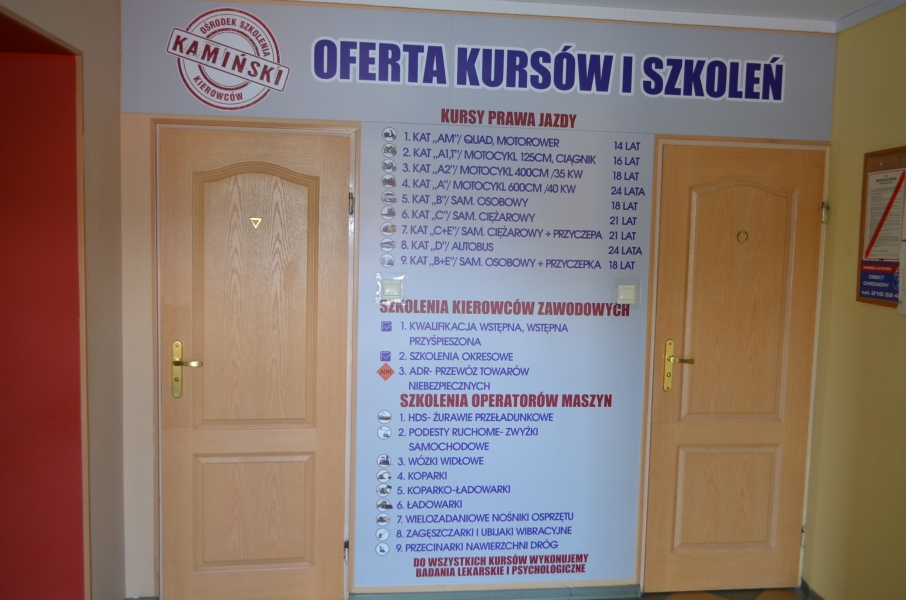 OŚRODEK SZKOLENIA
KAMIŃSKI
KIEROWCÓW
OFERTA KURSÓW I SZKOLEŃ
KURSY PRAWA JAZDY
1. KAT „AM”/ QUAD, MOTOROWER 14 LAT
2. KAT „A1,T”/ MOTOCYKL 125CM, CIĄGNIK 16 LAT
3. KAT „A2”/ MOTOCYKL 400CM /35 KW 18 LAT
4. KAT „A”/ MOTOCYKL 600CM /40 KW 24 LATA
5. KAT „B”/ SAM. OSOBOWY 18 LAT
6. KAT „C”/ SAM. CIĘŻAROWY 21 LAT
7. KAT „C+E”/ SAM. CIĘŻAROWY + PRZYCZEPA 21 LAT
8. KAT „D”/ AUTOBUS 24 LATA
9. KAT „B+E”/ SAM. OSOBOWY + PRZYCZEPKA 18 LAT
SZKOLENIA KIEROWCÓW ZAWODOWYCH
1. KWALIFIKACJA WSTĘPNA, WSTĘPNA
PRZYŚPIESZONA
2. SZKOLENIA OKRESOWE
ADR 3. ADR- PRZEWÓZ TOWARÓW
NIEBEZPIECZNYCH
SZKOLENIA OPERATORÓW MASZYN
1. HDS- ŻURAWIE PRZEŁADUNKOWE
2. PODESTY RUCHOME- ZWYŻKI
SAMOCHODOWE
3. WÓZKI WIDŁOWE
4. KOPARKI
5. KOPARKO-ŁADOWARKI
6. ŁADOWARKI
7. WIELOZADANIOWE NOŚNIKI OSPRZĘTU
8. ZAGĘSZCZARKI I UBIJAKI WIBRACYJNE
9. PRZECINARKI NAWIERZCHNI DRÓG
DO WSZYSTKICH KURSÓW WYKONUJEMY
BADANIA LEKARSKIE I PSYCHOLOGICZNE
OBIEKT
CHRONIONY